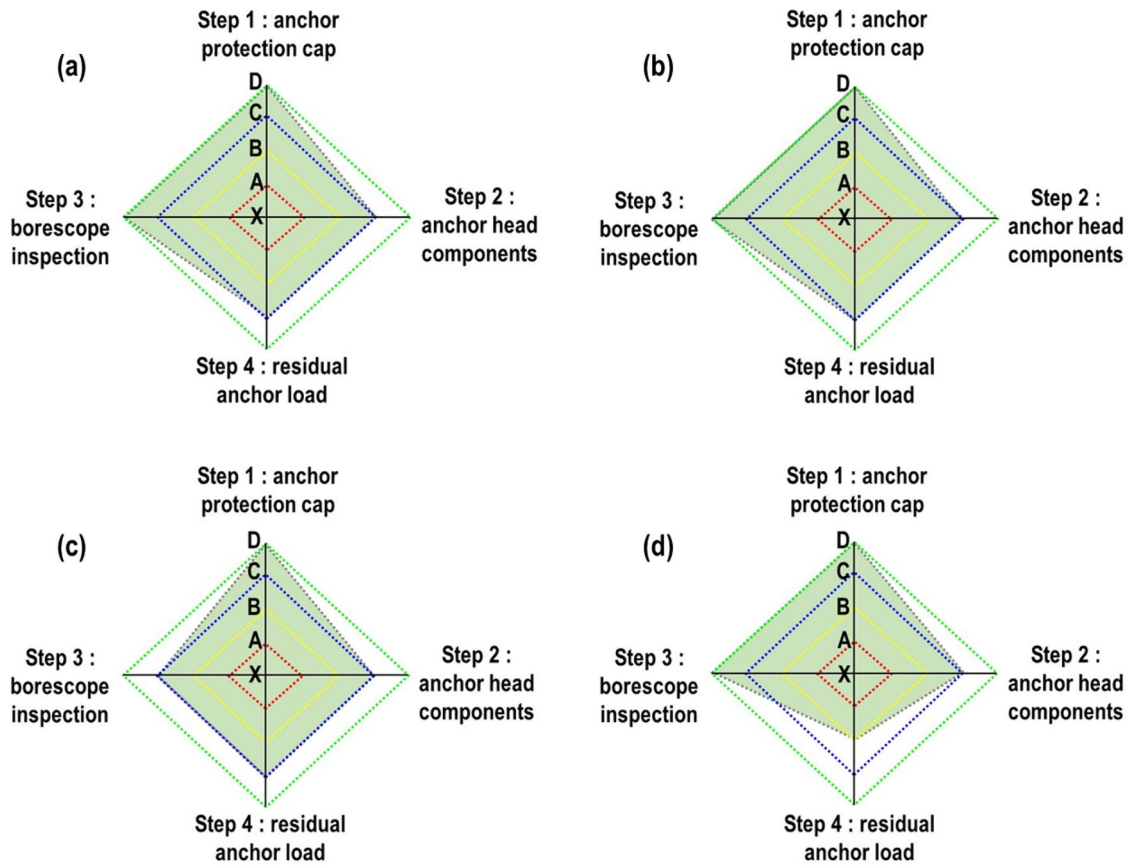 Step 1 : anchor
protection cap
(a)
D
C
B
A
X
Step 3 :
borescope
inspection
Step 2 :
anchor head
components
Step 4 : residual
anchor load
Step 1 : anchor
protection cap
(b)
D
C
B
A
X
Step 3 :
borescope
inspection
Step 2 :
anchor head
components
Step 4 : residual
anchor load
Step 1 : anchor
protection cap
(c)
D
C
B
A
X
Step 3 :
borescope
inspection
Step 2 :
anchor head
components
Step 4 : residual
anchor load
Step 1 : anchor
protection cap
(d)
D
C
B
A
X
Step 3 :
borescope
inspection
Step 2 :
anchor head
components
Step 4 : residual
anchor load